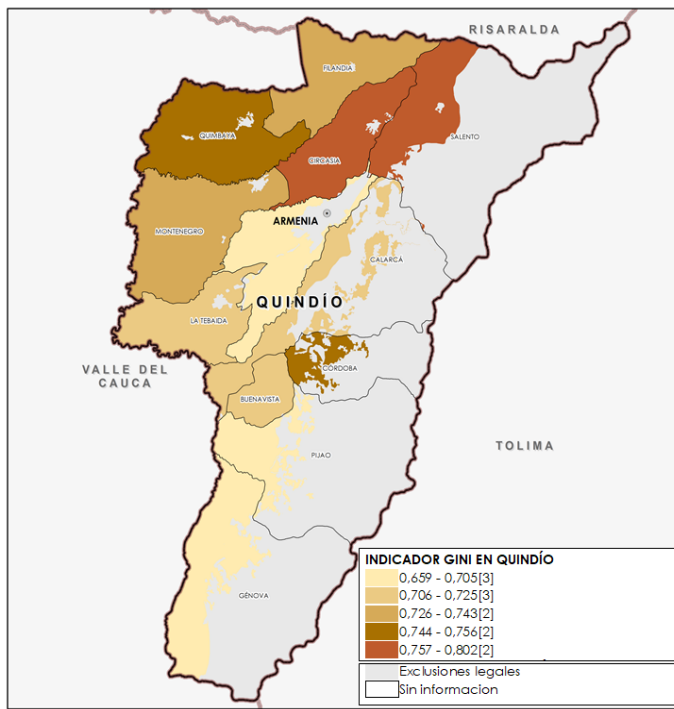 RISARALDA
FILANDIA
QUIMBAYA
CIRCASIA
SALENTO
ARMENIA
MONTENEGRO
CALARCÁ
QUINDÍO
LA TEBAIDA
VALLE DEL
CAUCA
CÓRDOBA
BUENAVISTA
TOLIMA
PIJAO
GÉNOVA
INDICADOR GINI EN QUINDÍO
0,659 - 0,705[3]
0,706 - 0,725[3]
0,726 - 0,743[2]
0,744 - 0,756[2]
0,757 - 0,802[2]
Exclusiones legales
Sin informacion